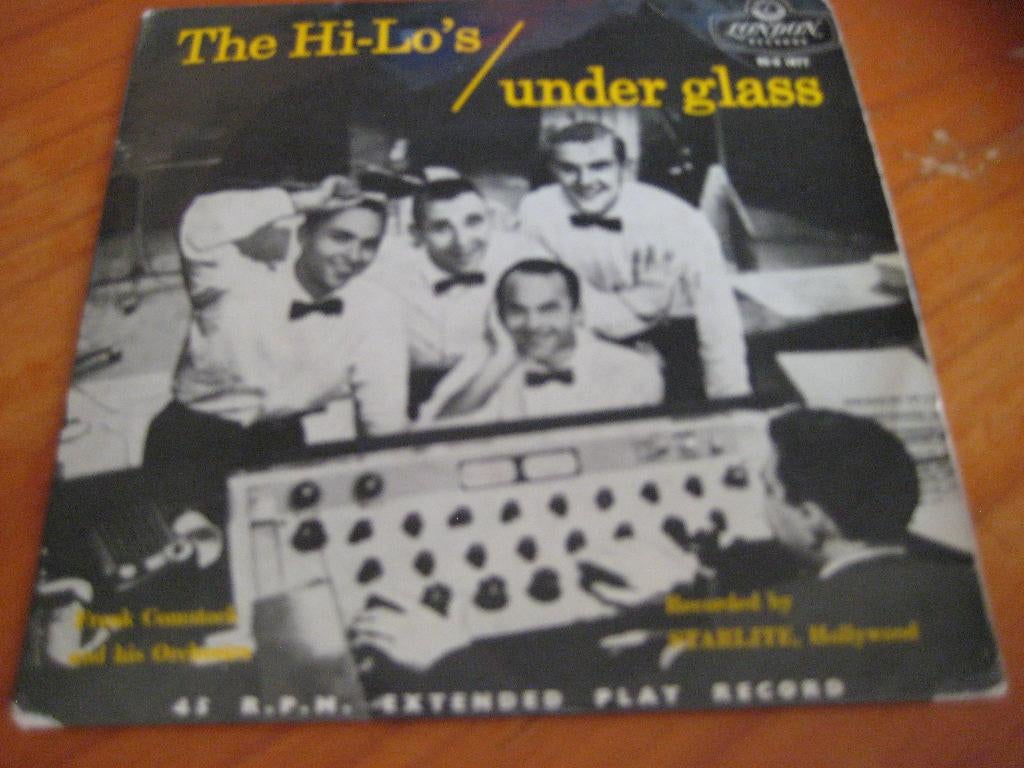 The Hi-Lo's/
under glass
LONDON
RECORDS
Frank Comstock
and his Orchestra
Recorded by
STARLITE, Hollywood
45 R.P.M. EXTENDED PLAY RECORD